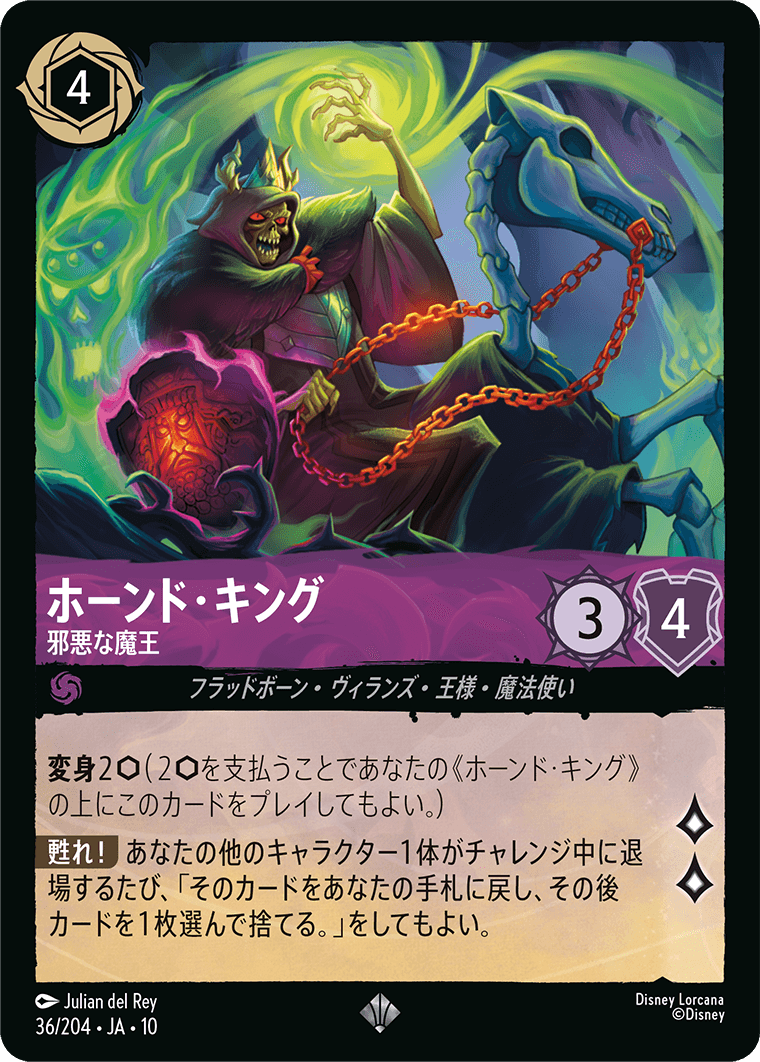 4
ホーンド・キング
邪悪な魔王
3
4
フラッドボーン・ヴィランズ・王様・魔法使い
変身2⬡(2⬡を支払うことであなたの《ホーンド・キング》
の上にこのカードをプレイしてもよい。)
甦れ! あなたの他のキャラクター1体がチャレンジ中に退
場するたび、「そのカードをあなたの手札に戻し、その後
カードを1枚選んで捨てる。」をしてもよい。
Julian del Rey
36/204・JA・10
Disney Lorcana
©Disney